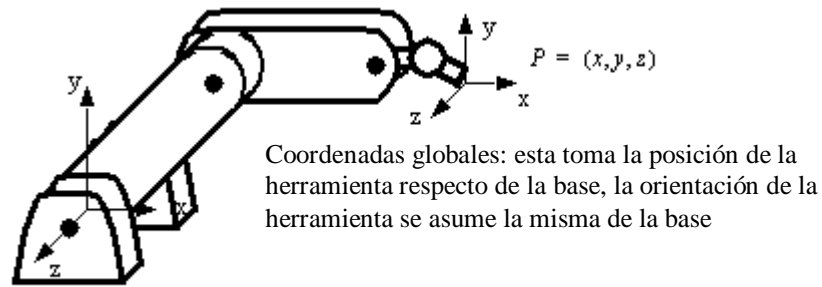 y
P = (x,y,z)
x
z
y
x
z
Coordenadas globales: esta toma la posición de la
herramienta respecto de la base, la orientación de la
herramienta se asume la misma de la base